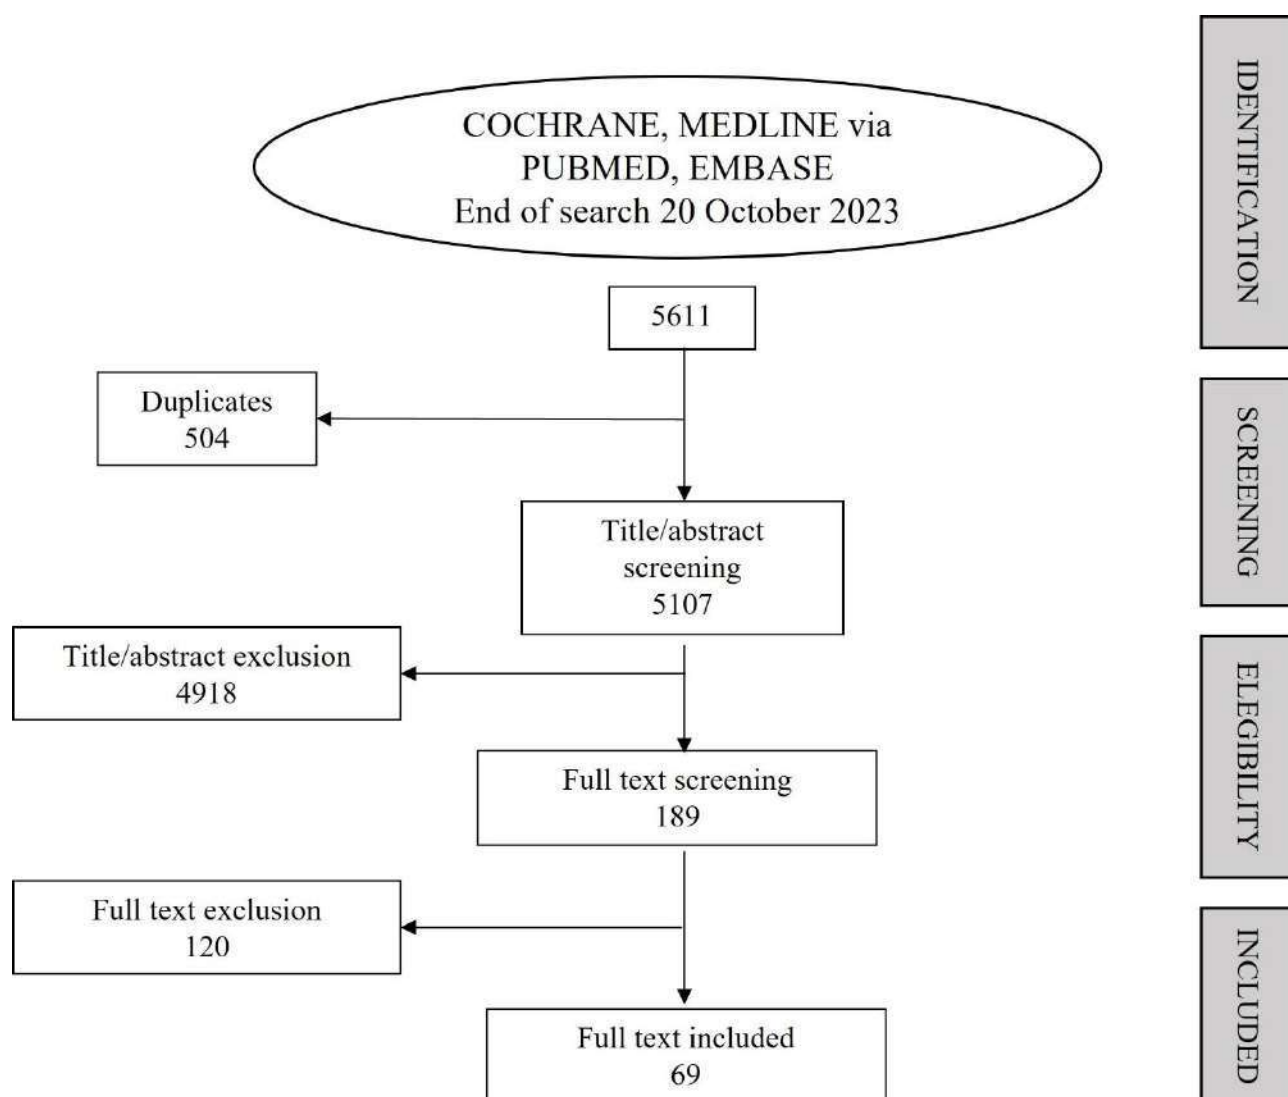 COCHRANE, MEDLINE via
PUBMED, EMBASE
End of search 20 October 2023
IDENTIFICATION
5611
Duplicates
504
SCREENING
Title/abstract
screening
5107
Title/abstract exclusion
4918
ELEGIBILITY
Full text screening
189
Full text exclusion
120
INCLUDED
Full text included
69